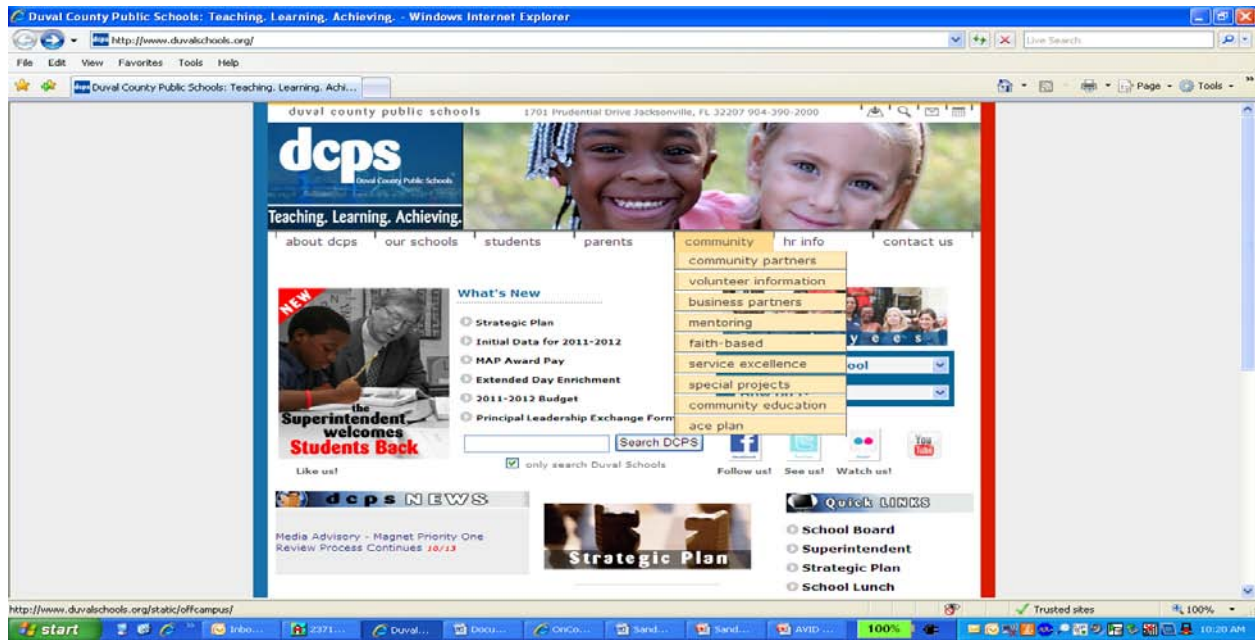 Duval County Public Schools: Teaching. Learning. Achieving. - Windows Internet Explorer
http://www.duvalschools.org/
Live Search
File Edit View Favorites Tools Help
Duval County Public Schools: Teaching. Learning. Achi...
Page Tools
duval county public schools 1701 Prudential Drive Jacksonville, FL 32207 904-390-2000
dcps
Duval County Public Schools
Teaching. Learning. Achieving.
about dcps our schools students parents community hr info contact us
community partners
volunteer information
business partners
mentoring
faith-based
service excellence
special projects
community education
ace plan
NEW
the
Superintendent
welcomes
Students Back
What's New
Strategic Plan
Initial Data for 2011-2012
MAP Award Pay
Extended Day Enrichment
2011-2012 Budget
Principal Leadership Exchange Form
yees
ool
Search DCPS
only search Duval Schools
You
Tube
Like us! Follow us! See us! Watch us!
dcps NEWS
Media Advisory - Magnet Priority One
Review Process Continues 10/13
Strategic Plan
Quick LINKS
School Board
Superintendent
Strategic Plan
School Lunch
http://www.duvalschools.org/static/offcampus/
Trusted sites 100%
start Inbo... 2371... Duval... Docu... OnCo... Sand... Sand... AVID ... 100% 10:20 AM